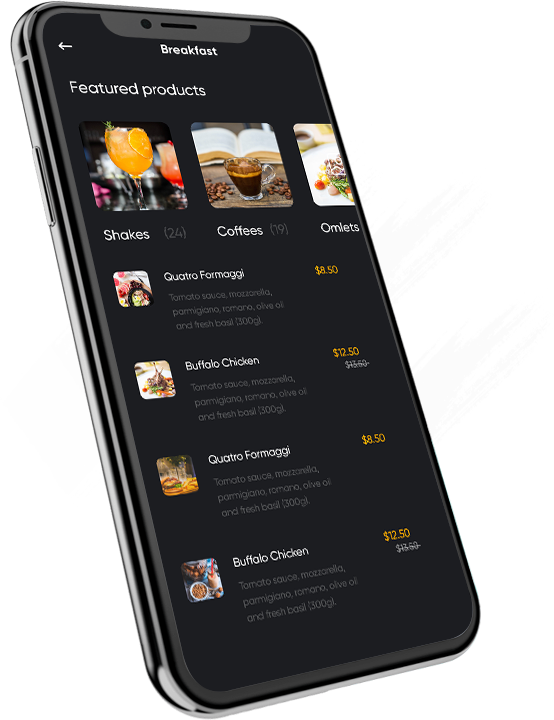 Breakfast
Featured products
Shakes (24) Coffees (19) Omlets
Quatro Formaggi $8.50
Tomato sauce, mozzarella,
parmigiano, romano, olive oil
and fresh basil (300g).
Buffalo Chicken $12.50
$13.50
Tomato sauce, mozzarella,
parmigiano, romano, olive oil
and fresh basil (300g).
Quatro Formaggi $8.50
Tomato sauce, mozzarella,
parmigiano, romano, olive oil
and fresh basil (300g).
Buffalo Chicken $12.50
$13.50
Tomato sauce, mozzarella,
parmigiano, romano, olive oil
and fresh basil (300g).